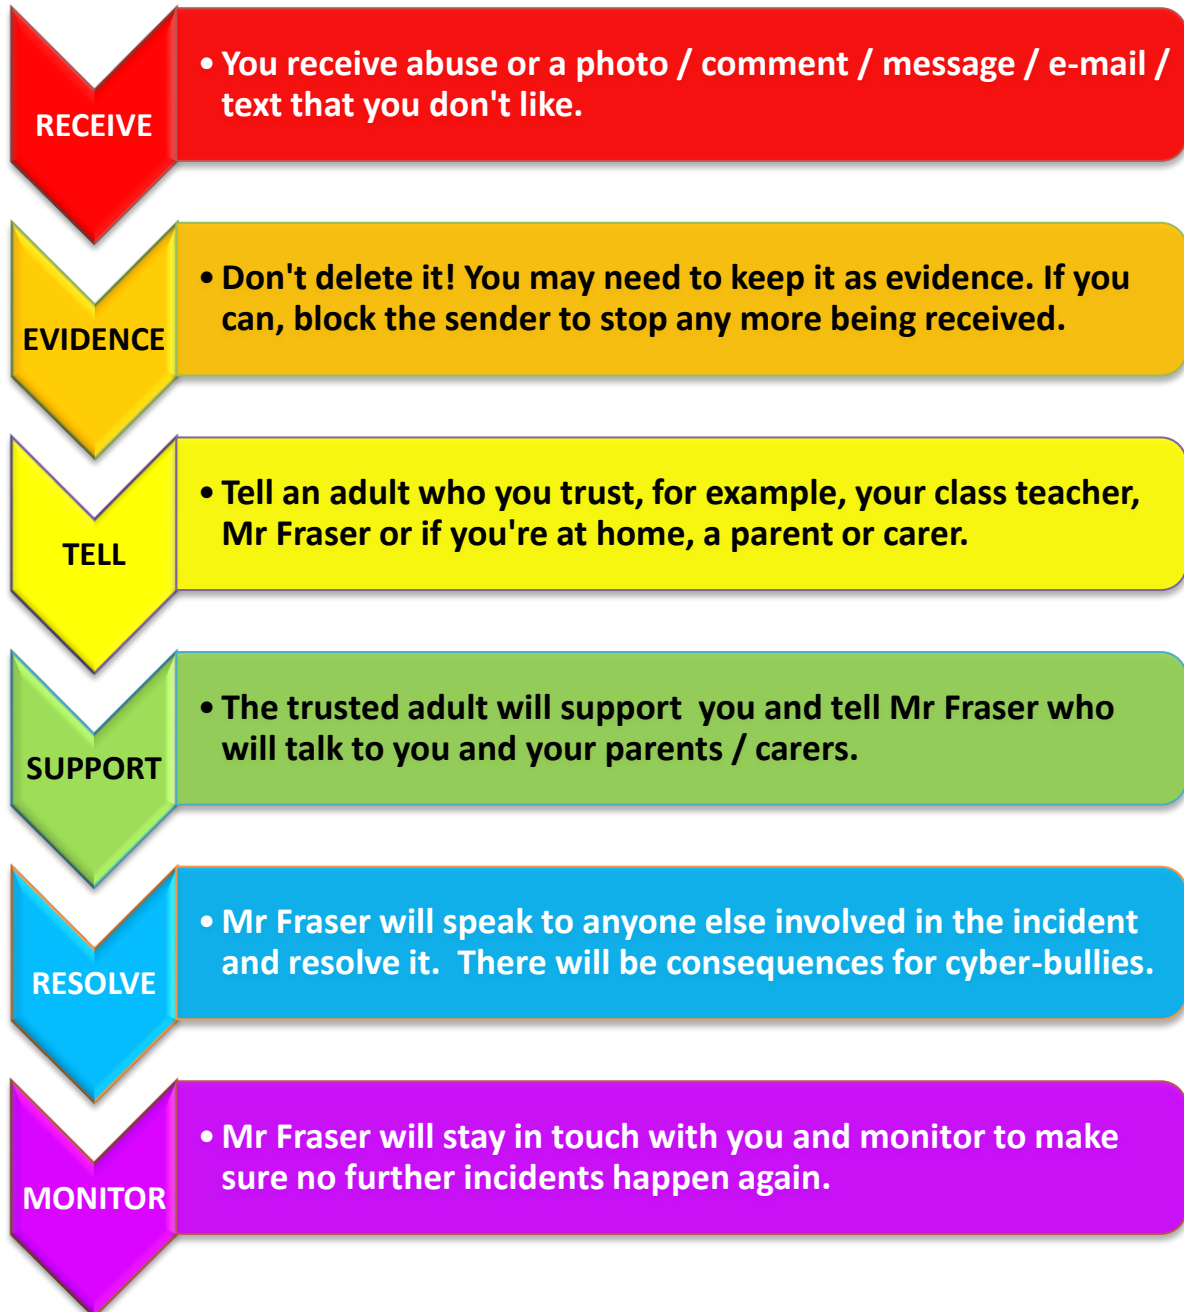 RECEIVE
• You receive abuse or a photo / comment / message / e-mail /
text that you don't like.
EVIDENCE
• Don't delete it! You may need to keep it as evidence. If you
can, block the sender to stop any more being received.
TELL
• Tell an adult who you trust, for example, your class teacher,
Mr Fraser or if you're at home, a parent or carer.
SUPPORT
• The trusted adult will support  you and tell Mr Fraser who
will talk to you and your parents / carers.
RESOLVE
• Mr Fraser will speak to anyone else involved in the incident
and resolve it.  There will be consequences for cyber-bullies.
MONITOR
• Mr Fraser will stay in touch with you and monitor to make
sure no further incidents happen again.